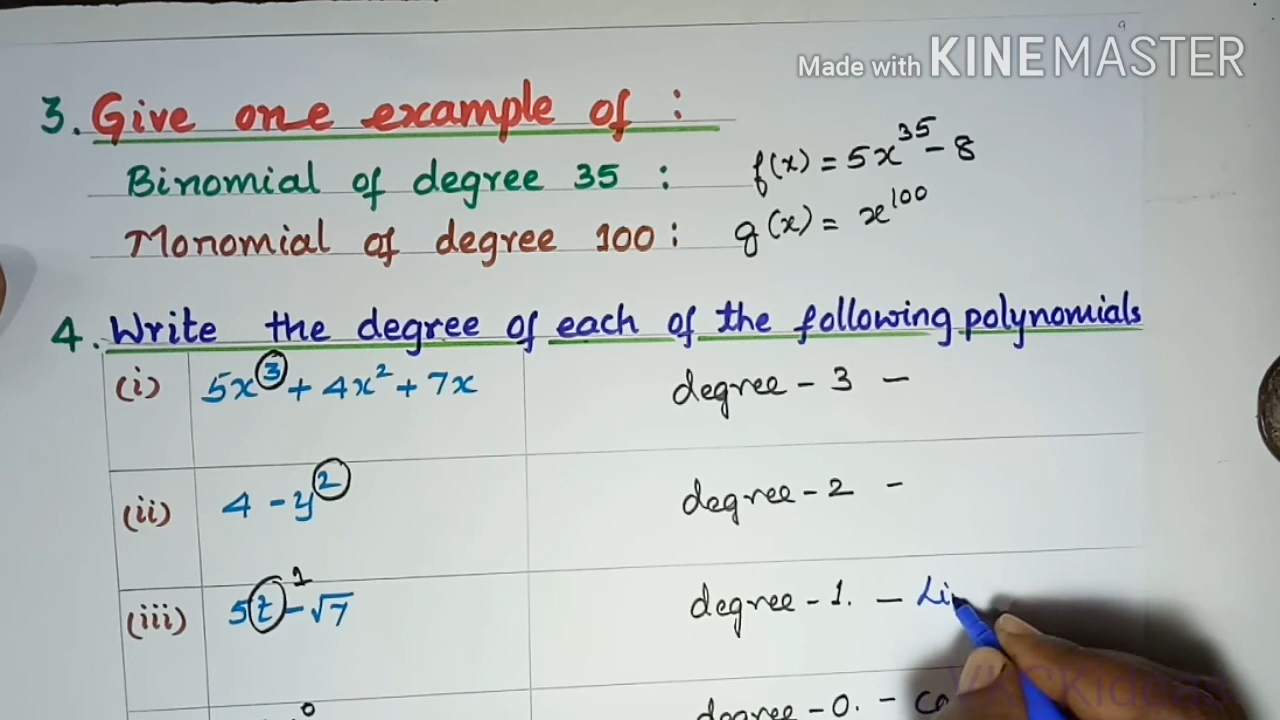 Made with KINEMASTER
3. Give one example of :
Binomial of degree 35 : f(x) = 5x³⁵ - 8
Monomial of degree 100 : g(x) = x¹⁰⁰
4. Write the degree of each of the following polynomials
(i) 5x³ + 4x² + 7x degree - 3 -
(ii) 4 - y² degree - 2 -
1
(iii) 5t - √7 degree - 1. - Li
0 degree - 0. - co